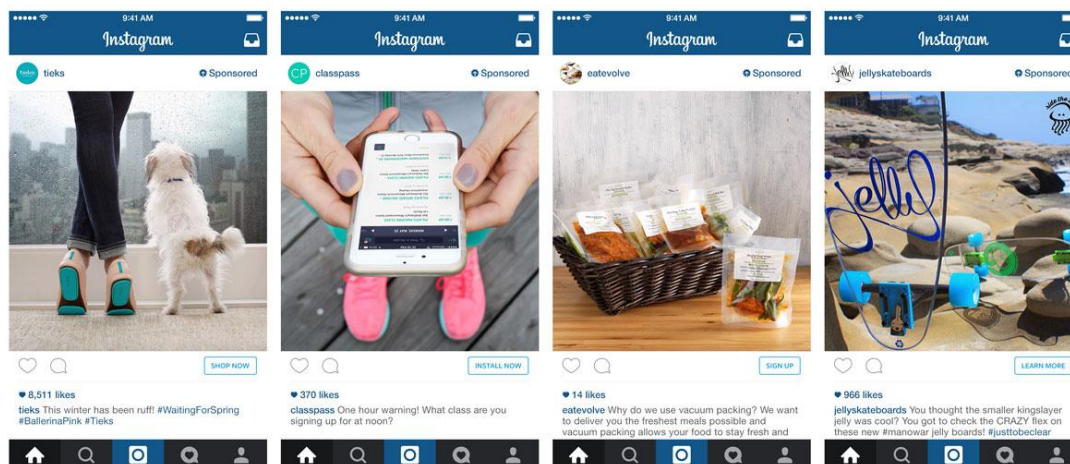 9:41 AM
Instagram
tieks
Sponsored
SHOP NOW
8,511 likes
tieks This winter has been ruff! #WaitingForSpring
#BallerinaPink #Tieks
9:41 AM
Instagram
CP
classpass
Sponsored
INSTALL NOW
370 likes
classpass One hour warning! What class are you
signing up for at noon?
9:41 AM
Instagram
eatevolve
Sponsored
SIGN UP
14 likes
eatevolve Why do we use vacuum packing? We want
to deliver you the freshest meals possible and
vacuum packing allows your food to stay fresh and
9:41 AM
Instagram
jellyskateboards
Sponsored
jelly
LEARN MORE
966 likes
jellyskateboards You thought the smaller kingslayer
jelly was cool? You got to check the CRAZY flex on
these new #manowar jelly boards! #justtobeclear